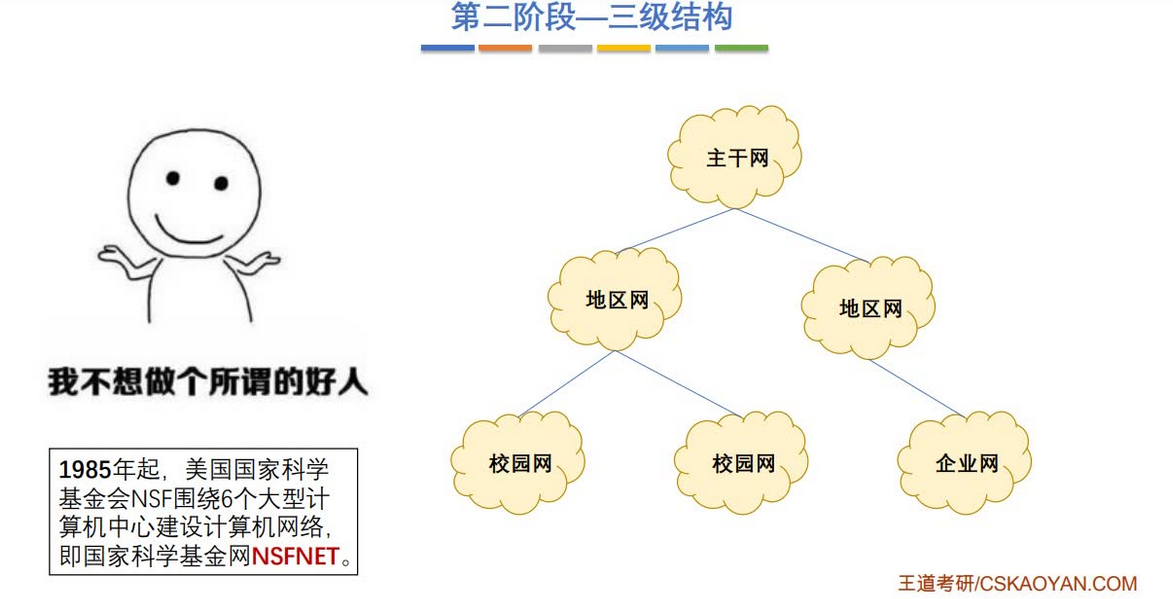 第二阶段—三级结构
主干网
地区网
地区网
校园网
校园网
企业网
我不想做个所谓的好人
1985年起，美国国家科学
基金会NSF围绕6个大型计
算机中心建设计算机网络，
即国家科学基金网NSFNET。
王道考研/CSKAOYAN.COM